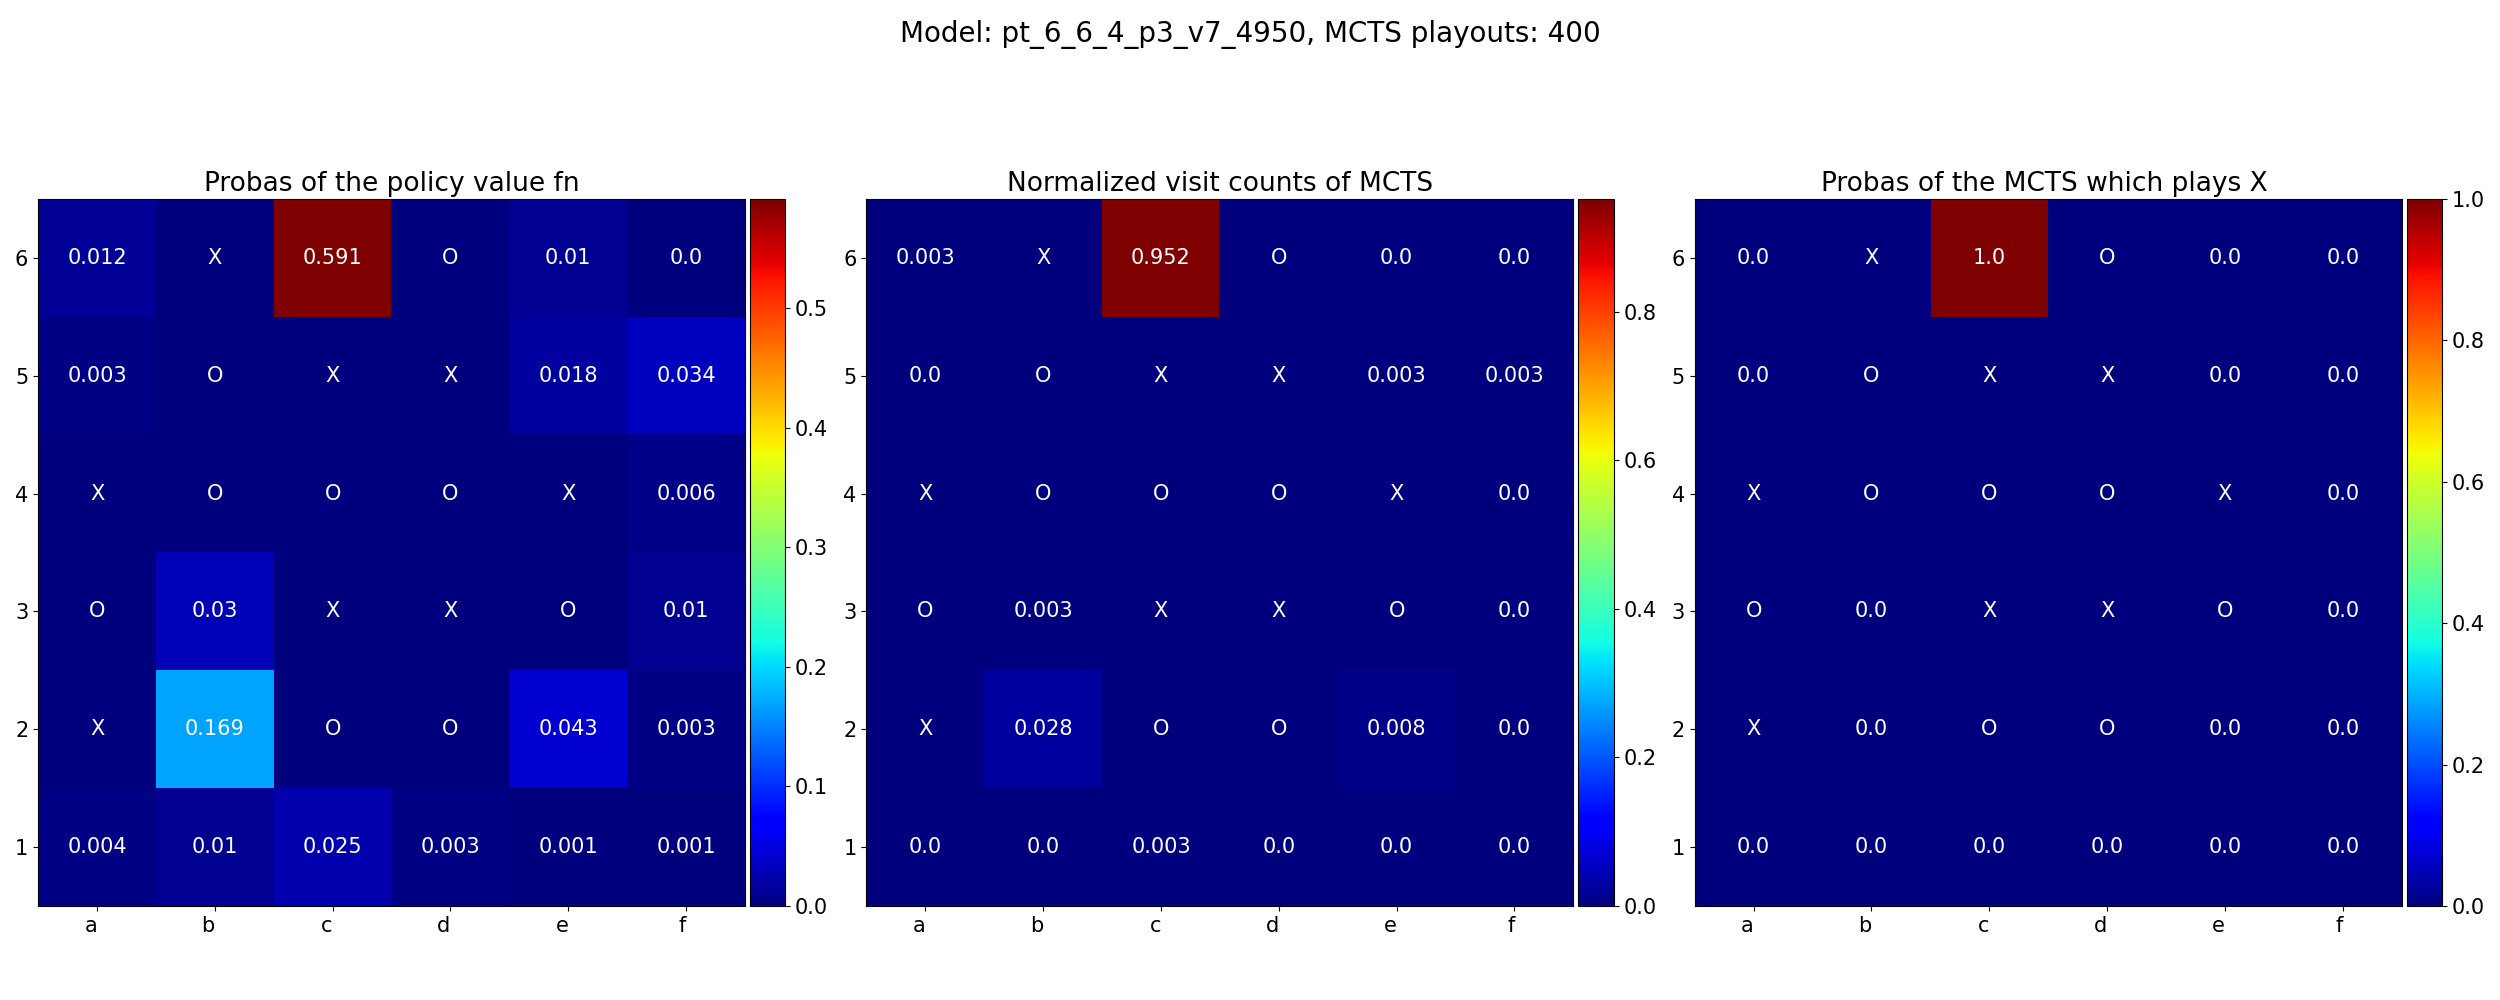 Model: pt_6_6_4_p3_v7_4950, MCTS playouts: 400
Probas of the policy value fn
6 0.012 X 0.591 O 0.01 0.0
5 0.003 O X X 0.018 0.034
4 X O O O X 0.006
3 O 0.03 X X O 0.01
2 X 0.169 O O 0.043 0.003
1 0.004 0.01 0.025 0.003 0.001 0.001
a b c d e f
0.5
0.4
0.3
0.2
0.1
0.0
Normalized visit counts of MCTS
6 0.003 X 0.952 O 0.0 0.0
5 0.0 O X X 0.003 0.003
4 X O O O X 0.0
3 O 0.003 X X O 0.0
2 X 0.028 O O 0.008 0.0
1 0.0 0.0 0.003 0.0 0.0 0.0
a b c d e f
0.8
0.6
0.4
0.2
0.0
Probas of the MCTS which plays X
6 0.0 X 1.0 O 0.0 0.0
5 0.0 O X X 0.0 0.0
4 X O O O X 0.0
3 O 0.0 X X O 0.0
2 X 0.0 O O 0.0 0.0
1 0.0 0.0 0.0 0.0 0.0 0.0
a b c d e f
1.0
0.8
0.6
0.4
0.2
0.0